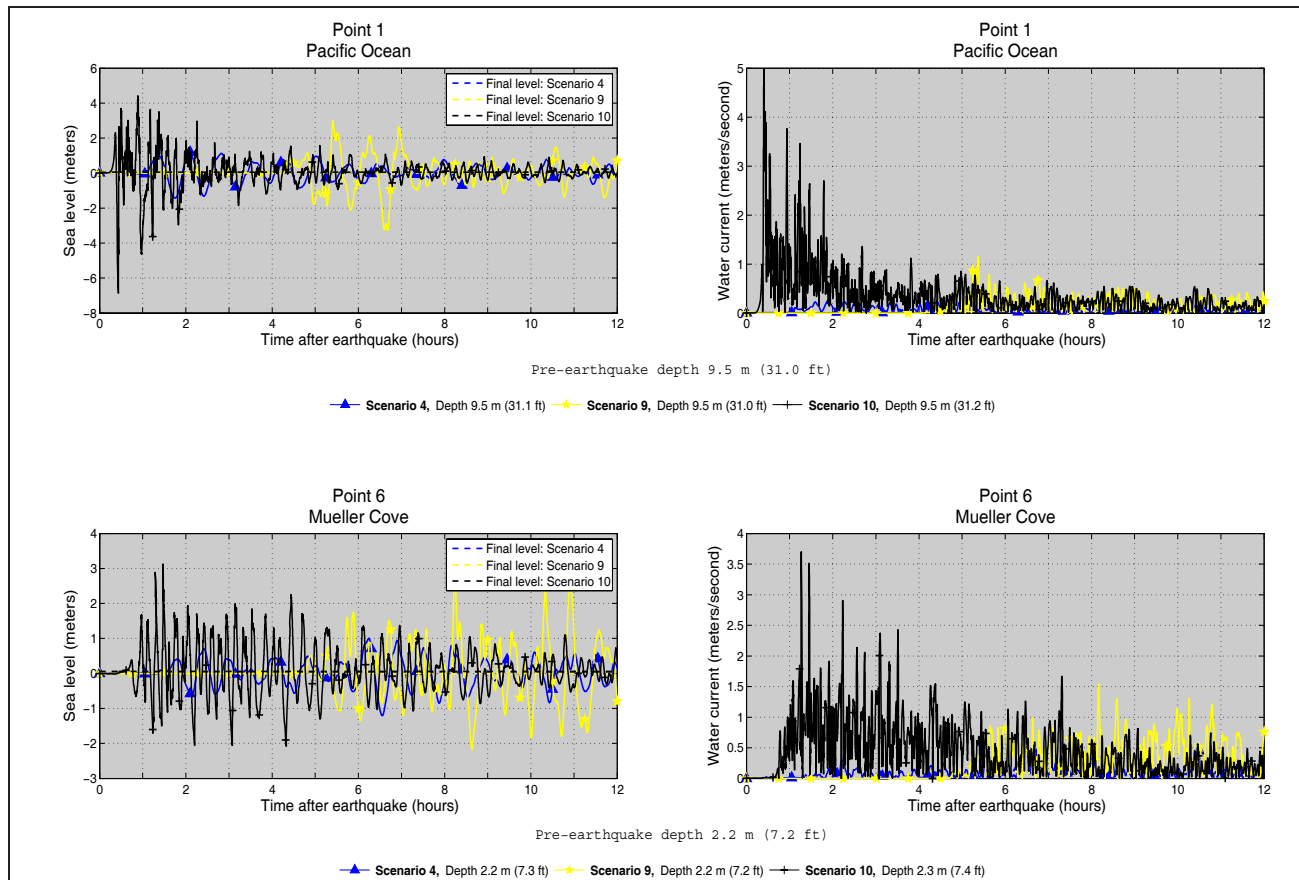 Point 1
Pacific Ocean
6
4
2
0
−2
−4
−6
−8
Sea level (meters)
Final level: Scenario 4
Final level: Scenario 9
Final level: Scenario 10
0 2 4 6 8 10 12
Time after earthquake (hours)
Point 1
Pacific Ocean
5
4
3
2
1
0
Water current (meters/second)
0 2 4 6 8 10 12
Time after earthquake (hours)
Pre-earthquake depth 9.5 m (31.0 ft)
Scenario 4, Depth 9.5 m (31.1 ft) Scenario 9, Depth 9.5 m (31.0 ft) Scenario 10, Depth 9.5 m (31.2 ft)
Point 6
Mueller Cove
4
3
2
1
0
−1
−2
−3
Sea level (meters)
Final level: Scenario 4
Final level: Scenario 9
Final level: Scenario 10
0 2 4 6 8 10 12
Time after earthquake (hours)
Point 6
Mueller Cove
4
3.5
3
2.5
2
1.5
1
0.5
0
Water current (meters/second)
0 2 4 6 8 10 12
Time after earthquake (hours)
Pre-earthquake depth 2.2 m (7.2 ft)
Scenario 4, Depth 2.2 m (7.3 ft) Scenario 9, Depth 2.2 m (7.2 ft) Scenario 10, Depth 2.3 m (7.4 ft)